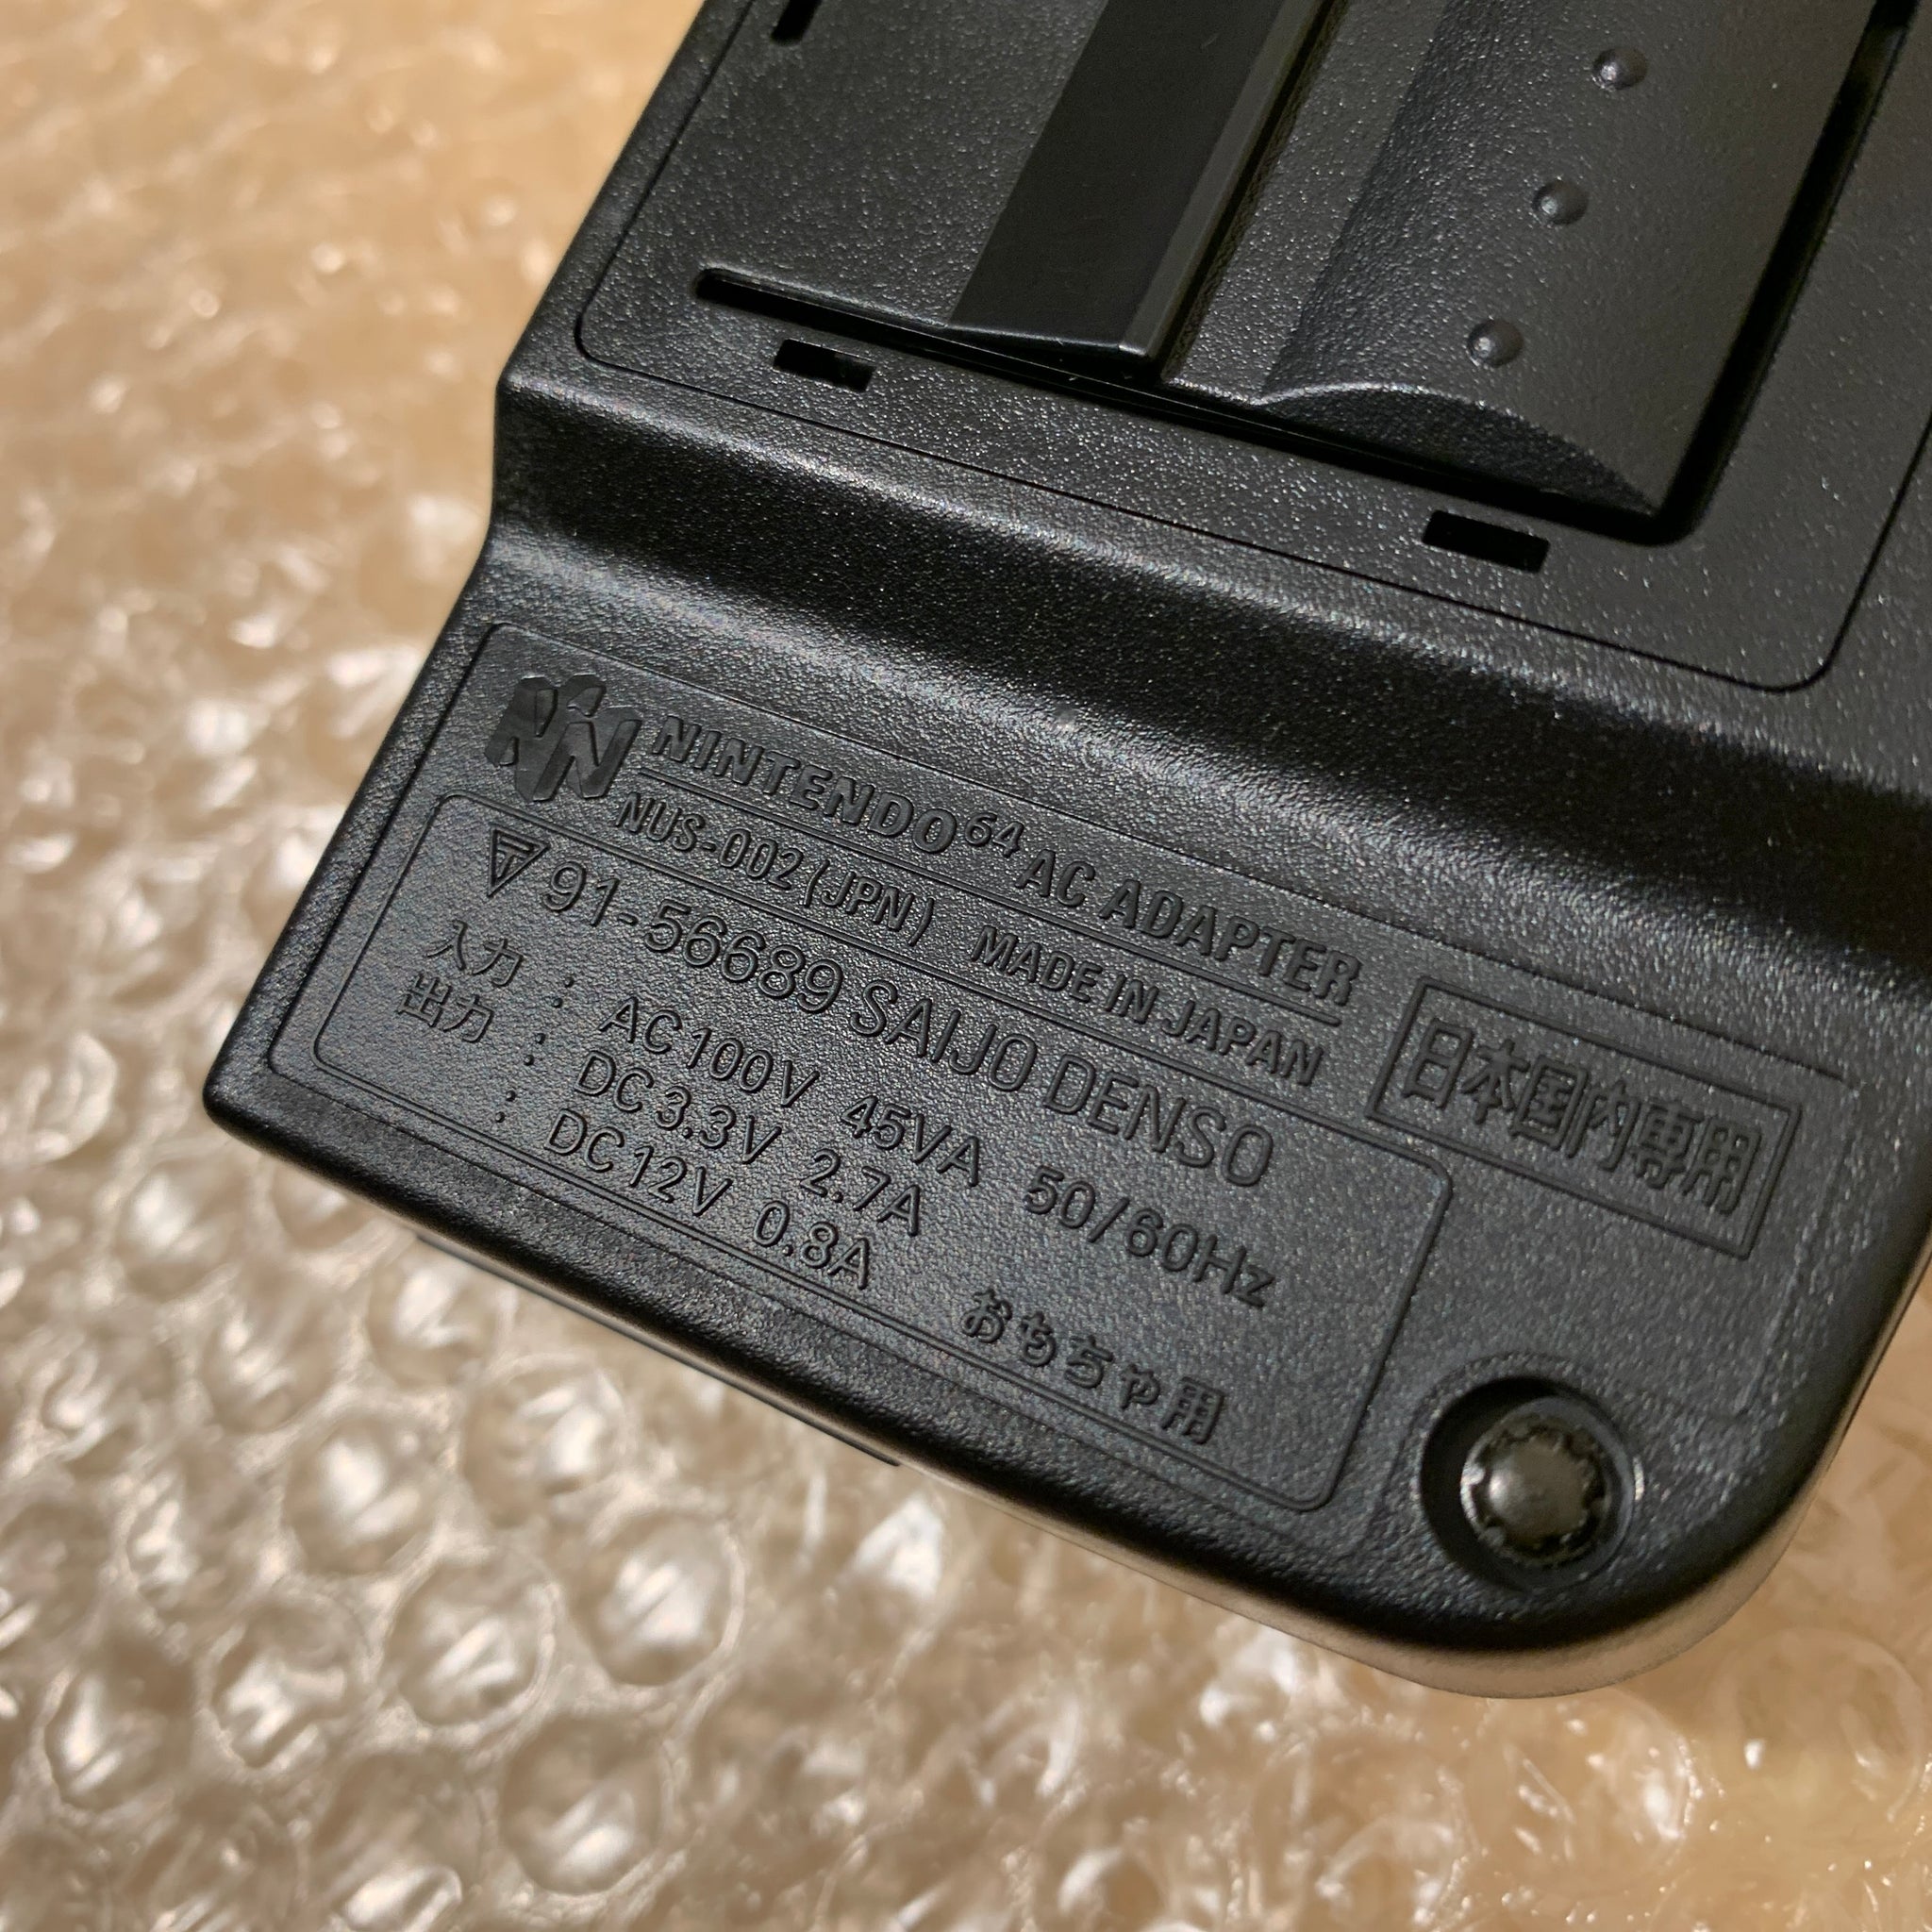 NINTENDO64 AC ADAPTER
NUS-002(JPN) MADE IN JAPAN
日本国内専用
T 91-56689 SAIJO DENSO
入力 : AC100V 45VA 50/60Hz
出力 : DC3.3V 2.7A
: DC12V 0.8A おもちゃ用